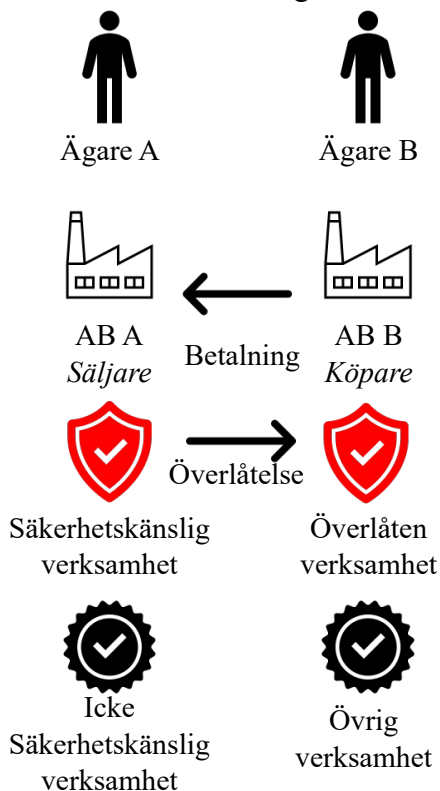 Ägare A
Ägare B
AB A
Säljare
Betalning
AB B
Köpare
Överlåtelse
Säkerhetskänslig
verksamhet
Överlåten
verksamhet
Icke
Säkerhetskänslig
verksamhet
Övrig
verksamhet